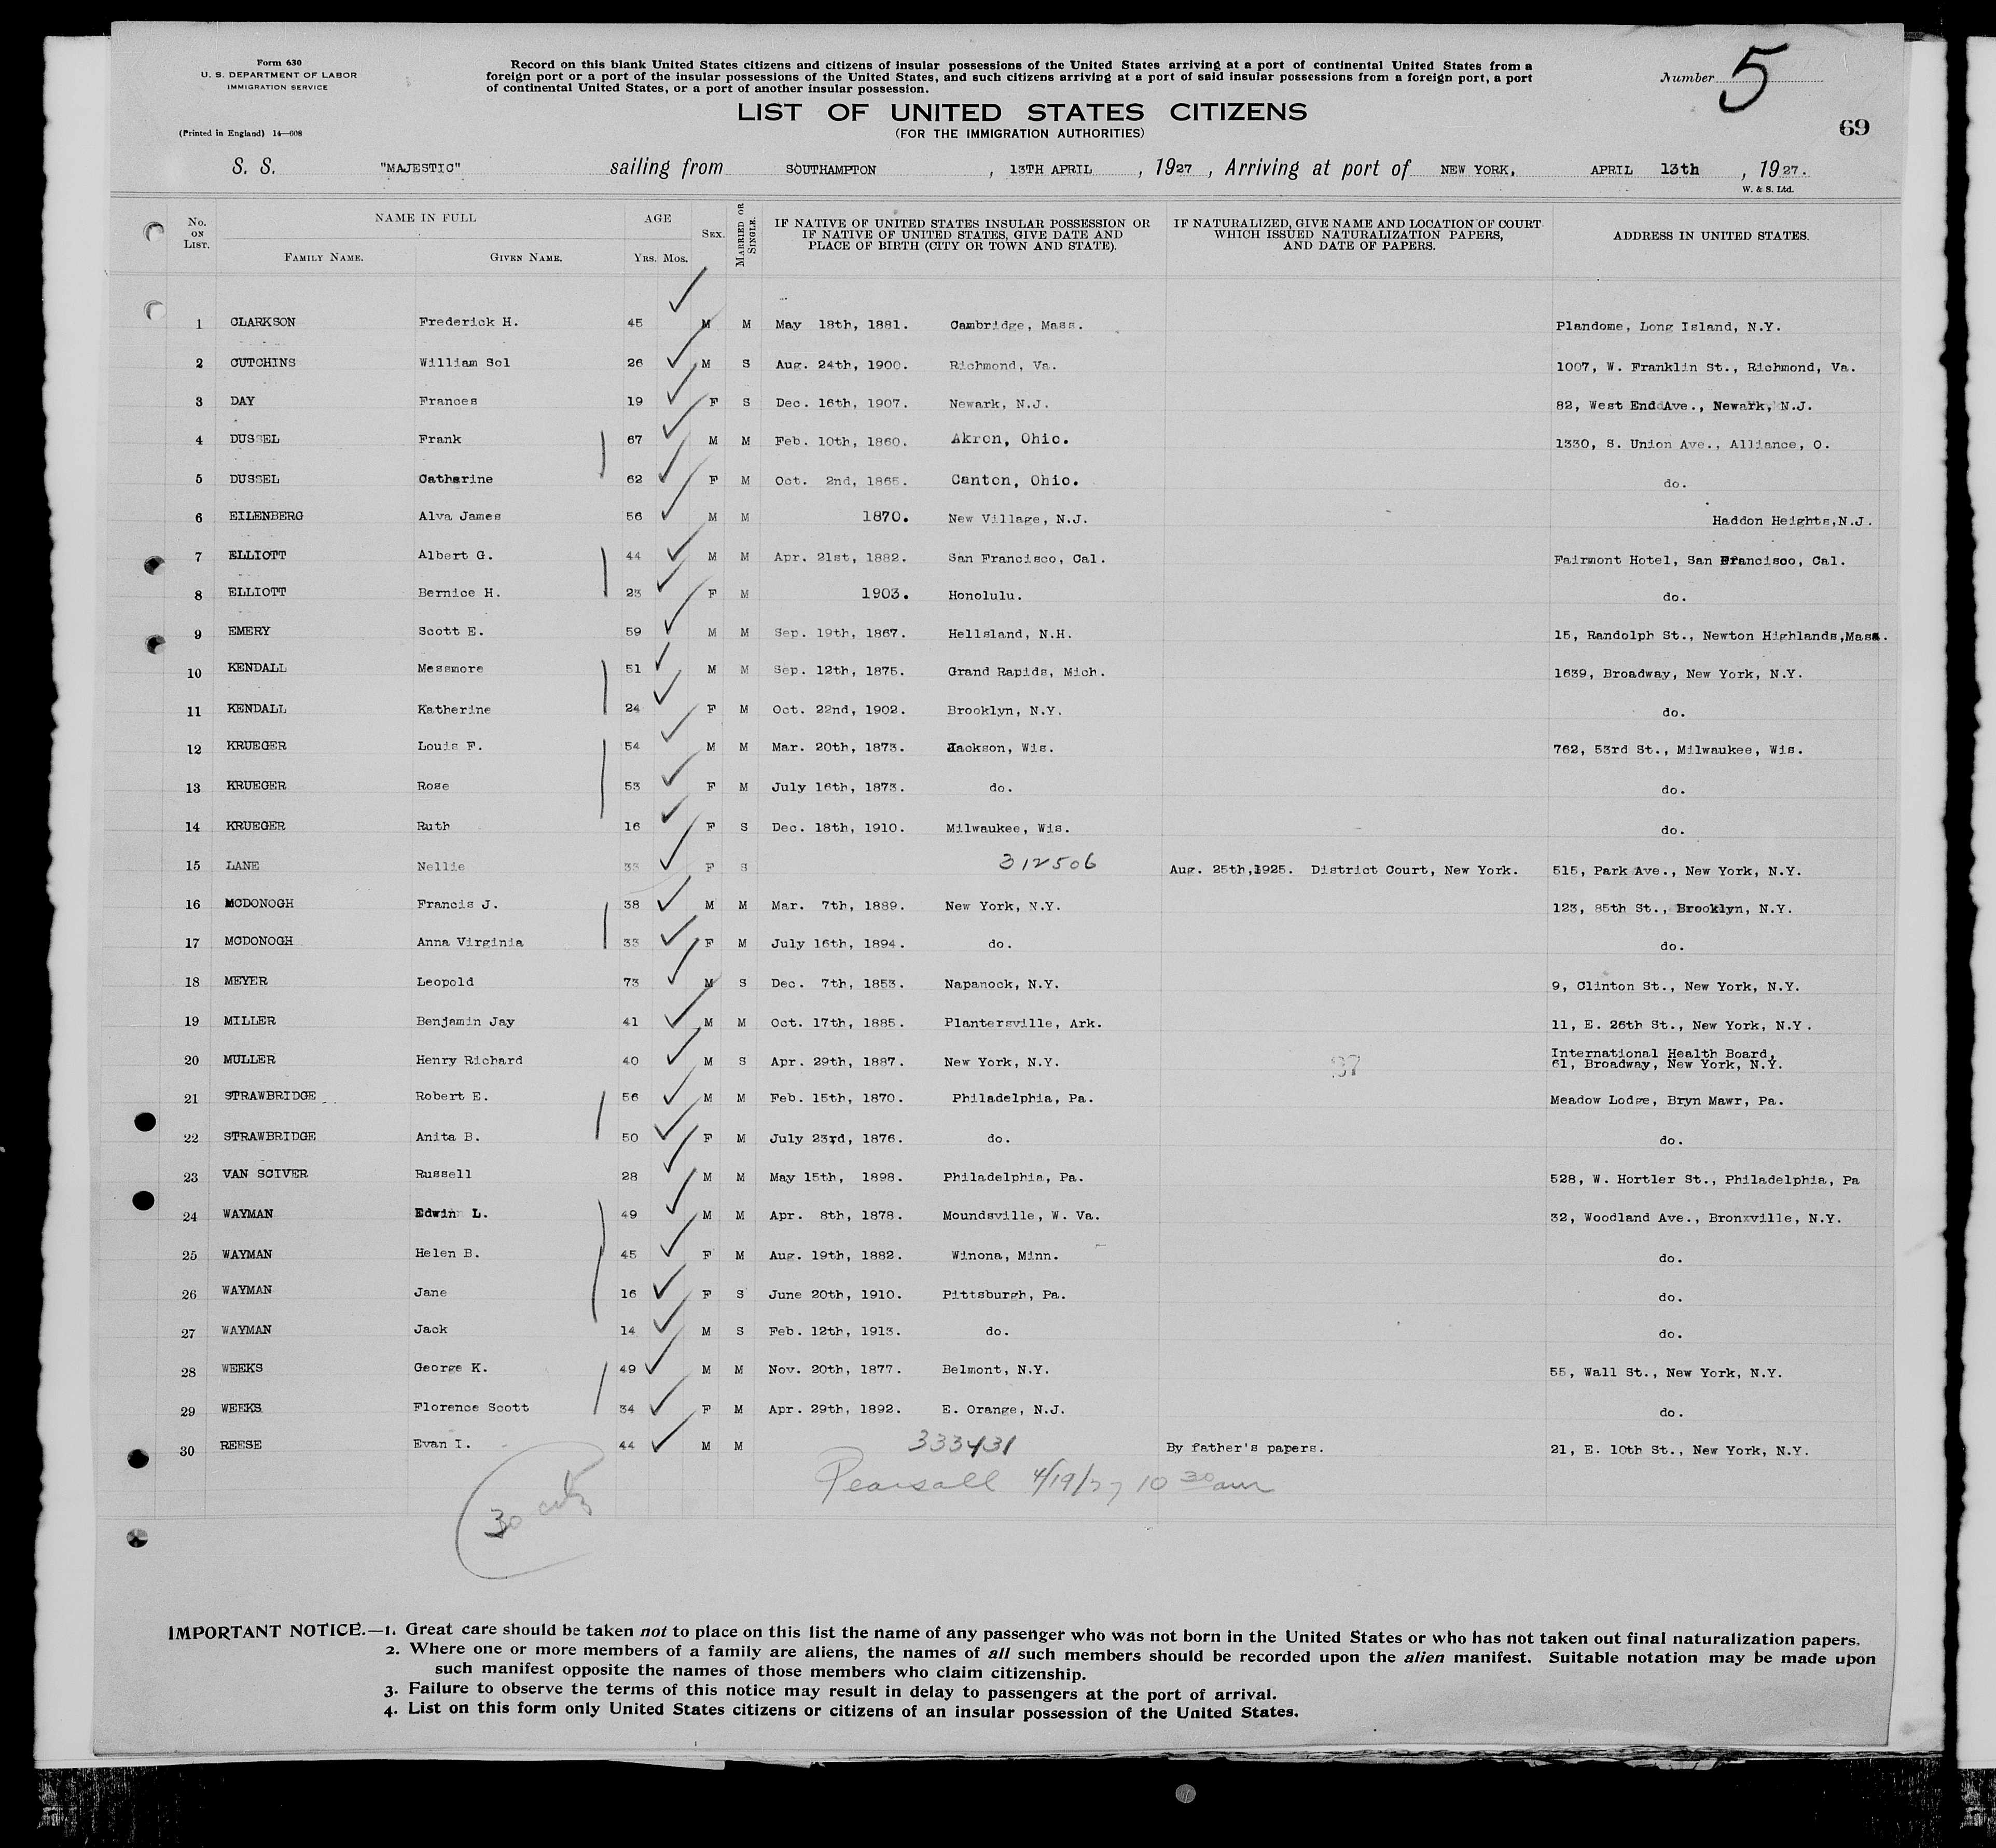 Form 630
U. S. DEPARTMENT OF LABOR
IMMIGRATION SERVICE
(Printed in England) 14—608
Record on this blank United States citizens and citizens of insular possessions of the United States arriving at a port of continental United States from a
foreign port or a port of the insular possessions of the United States, and such citizens arriving at a port of said insular possessions from a foreign port, a port
of continental United States, or a port of another insular possession.
Number 5
LIST OF UNITED STATES CITIZENS
(FOR THE IMMIGRATION AUTHORITIES)
69
S. S. "MAJESTIC" sailing from SOUTHAMPTON , 13TH APRIL , 1927 , Arriving at port of NEW YORK, APRIL 13th , 1927.
W. & S. Ltd.
No. ON LIST. NAME IN FULL AGE SEX. MARRIED OR SINGLE. IF NATIVE OF UNITED STATES INSULAR POSSESSION OR IF NATIVE OF UNITED STATES, GIVE DATE AND PLACE OF BIRTH (CITY OR TOWN AND STATE). IF NATURALIZED, GIVE NAME AND LOCATION OF COURT WHICH ISSUED NATURALIZATION PAPERS, AND DATE OF PAPERS. ADDRESS IN UNITED STATES.
FAMILY NAME. GIVEN NAME. YRS. MOS.
1 CLARKSON Frederick H. 45 M M May 18th, 1881. Cambridge, Mass. Plandome, Long Island, N.Y.
2 CUTCHINS William Sol 26 M S Aug. 24th, 1900. Richmond, Va. 1007, W. Franklin St., Richmond, Va.
3 DAY Frances 19 F S Dec. 16th, 1907. Newark, N.J. 82, West End Ave., Newark, N.J.
4 DUSSEL Frank 67 M M Feb. 10th, 1860. Akron, Ohio. 1330, S. Union Ave., Alliance, O.
5 DUSSEL Catharine 62 F M Oct. 2nd, 1865. Canton, Ohio. do.
6 EILENBERG Alva James 56 M M 1870. New Village, N.J. Haddon Heights,N.J.
7 ELLIOTT Albert G. 44 M M Apr. 21st, 1882. San Francisco, Cal. Fairmont Hotel, San Francisco, Cal.
8 ELLIOTT Bernice H. 23 F M 1903. Honolulu. do.
9 EMERY Scott E. 59 M M Sep. 19th, 1867. Hellsland, N.H. 15, Randolph St., Newton Highlands,Mass.
10 KENDALL Messmore 51 M M Sep. 12th, 1875. Grand Rapids, Mich. 1639, Broadway, New York, N.Y.
11 KENDALL Katherine 24 F M Oct. 22nd, 1902. Brooklyn, N.Y. do.
12 KRUEGER Louis F. 54 M M Mar. 20th, 1873. Jackson, Wis. 762, 53rd St., Milwaukee, Wis.
13 KRUEGER Rose 53 F M July 16th, 1873. do. do.
14 KRUEGER Ruth 16 F S Dec. 18th, 1910. Milwaukee, Wis. do.
15 LANE Nellie 33 F S 312506 Aug. 25th,1925. District Court, New York. 515, Park Ave., New York, N.Y.
16 MCDONOGH Francis J. 38 M M Mar. 7th, 1889. New York, N.Y. 123, 85th St., Brooklyn, N.Y.
17 MCDONOGH Anna Virginia 33 F M July 16th, 1894. do. do.
18 MEYER Leopold 73 M S Dec. 7th, 1853. Napanock, N.Y. 9, Clinton St., New York, N.Y.
19 MILLER Benjamin Jay 41 M M Oct. 17th, 1885. Plantersville, Ark. 11, E. 26th St., New York, N.Y.
20 MULLER Henry Richard 40 M S Apr. 29th, 1887. New York, N.Y. 37 International Health Board,
61, Broadway, New York, N.Y.
21 STRAWBRIDGE Robert E. 56 M M Feb. 15th, 1870. Philadelphia, Pa. Meadow Lodge, Bryn Mawr, Pa.
22 STRAWBRIDGE Anita B. 50 F M July 23rd, 1876. do. do.
23 VAN SCIVER Russell 28 M M May 15th, 1898. Philadelphia, Pa. 528, W. Hortler St., Philadelphia, Pa
24 WAYMAN Edwin L. 49 M M Apr. 8th, 1878. Moundsville, W. Va. 32, Woodland Ave., Bronxville, N.Y.
25 WAYMAN Helen B. 45 F M Aug. 19th, 1882. Winona, Minn. do.
26 WAYMAN Jane 16 F S June 20th, 1910. Pittsburgh, Pa. do.
27 WAYMAN Jack 14 M S Feb. 12th, 1913. do. do.
28 WEEKS George K. 49 M M Nov. 20th, 1877. Belmont, N.Y. 55, Wall St., New York, N.Y.
29 WEEKS Florence Scott 34 F M Apr. 29th, 1892. E. Orange, N.J. do.
30 REESE Evan I. 44 M M 333431 By father's papers. 21, E. 10th St., New York, N.Y.
Pearsall 4/19/27 10 30 am
30
IMPORTANT NOTICE.—1. Great care should be taken not to place on this list the name of any passenger who was not born in the United States or who has not taken out final naturalization papers.
2. Where one or more members of a family are aliens, the names of all such members should be recorded upon the alien manifest. Suitable notation may be made upon
such manifest opposite the names of those members who claim citizenship.
3. Failure to observe the terms of this notice may result in delay to passengers at the port of arrival.
4. List on this form only United States citizens or citizens of an insular possession of the United States.